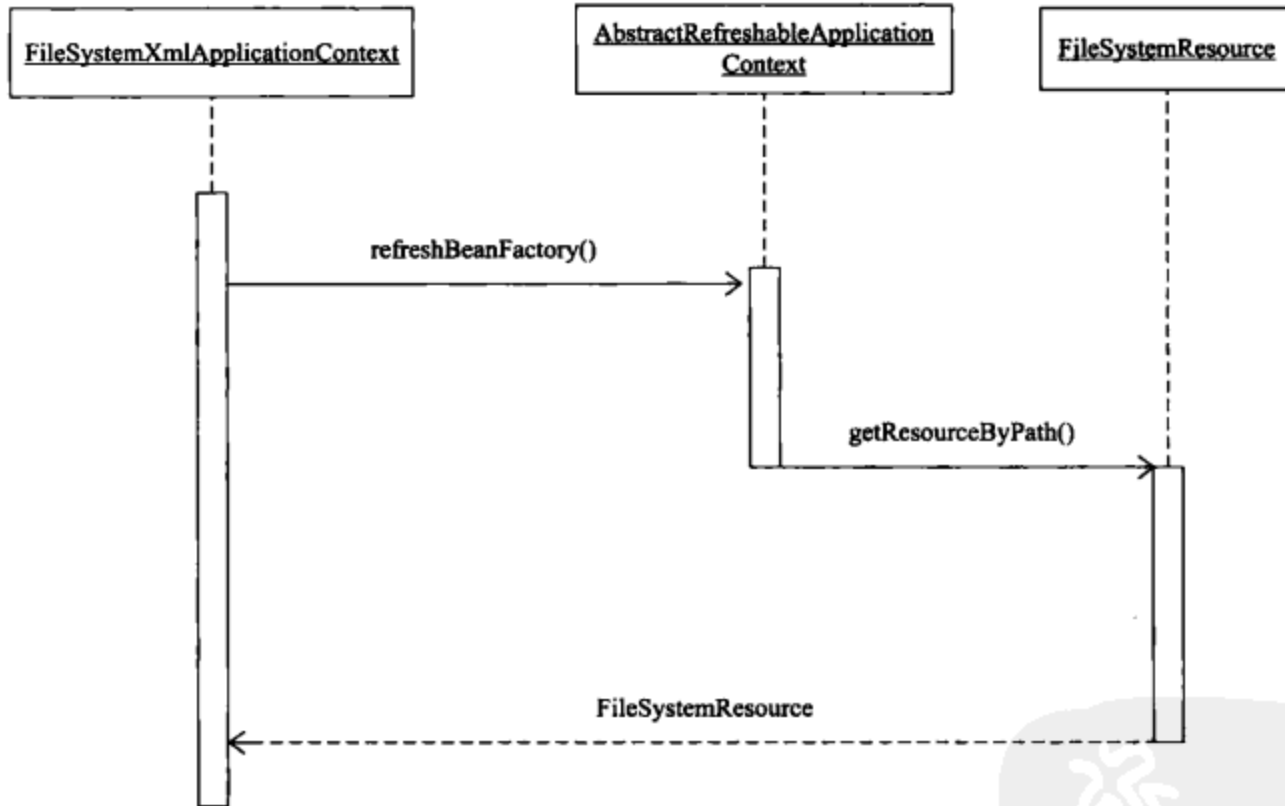 FileSystemXmlApplicationContext
AbstractRefreshableApplication
Context
FileSystemResource
refreshBeanFactory()
getResourceByPath()
FileSystemResource